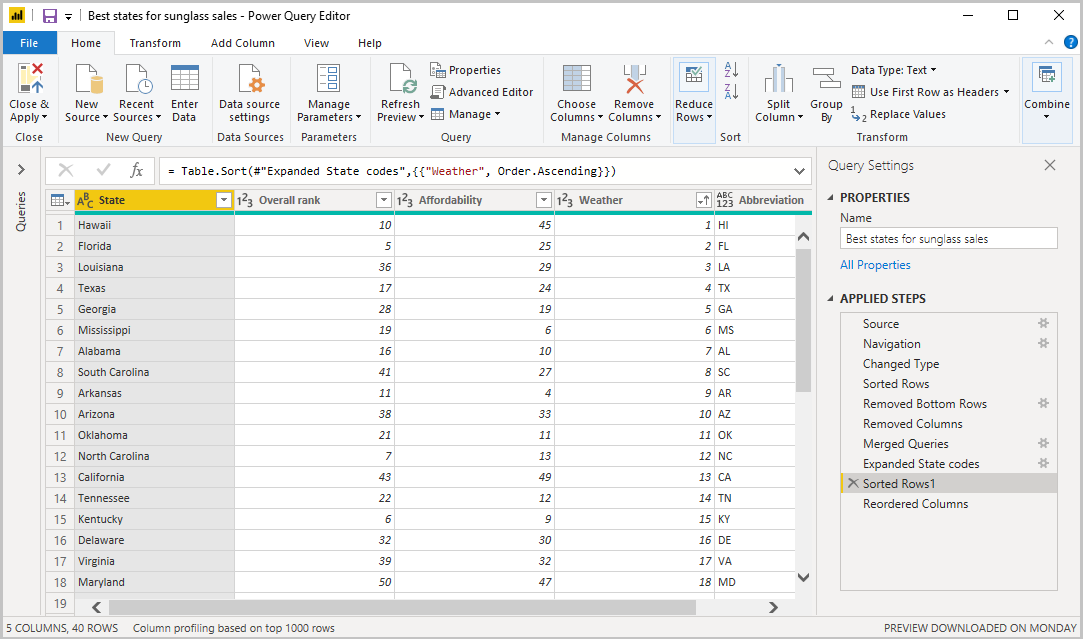 Best states for sunglass sales - Power Query Editor
File Home Transform Add Column View Help
Close & Apply
New Source
Recent Sources
Enter Data
Data source settings
Manage Parameters
Refresh Preview
Properties
Advanced Editor
Manage
Choose Columns
Remove Columns
Reduce Rows
Split Column
Group By
Data Type: Text
Use First Row as Headers
Replace Values
Combine
Close New Query Data Sources Parameters Query Manage Columns Sort Transform
Queries
= Table.Sort(#"Expanded State codes",{{"Weather", Order.Ascending}})
State Overall rank Affordability Weather Abbreviation
1 Hawaii 10 45 1 HI
2 Florida 5 25 2 FL
3 Louisiana 36 29 3 LA
4 Texas 17 24 4 TX
5 Georgia 28 19 5 GA
6 Mississippi 19 6 6 MS
7 Alabama 16 10 7 AL
8 South Carolina 41 27 8 SC
9 Arkansas 11 4 9 AR
10 Arizona 38 33 10 AZ
11 Oklahoma 21 11 11 OK
12 North Carolina 7 13 12 NC
13 California 43 49 13 CA
14 Tennessee 22 12 14 TN
15 Kentucky 6 9 15 KY
16 Delaware 32 30 16 DE
17 Virginia 39 32 17 VA
18 Maryland 50 47 18 MD
19
Query Settings
PROPERTIES
Name
Best states for sunglass sales
All Properties
APPLIED STEPS
Source
Navigation
Changed Type
Sorted Rows
Removed Bottom Rows
Removed Columns
Merged Queries
Expanded State codes
Sorted Rows1
Reordered Columns
5 COLUMNS, 40 ROWS Column profiling based on top 1000 rows PREVIEW DOWNLOADED ON MONDAY